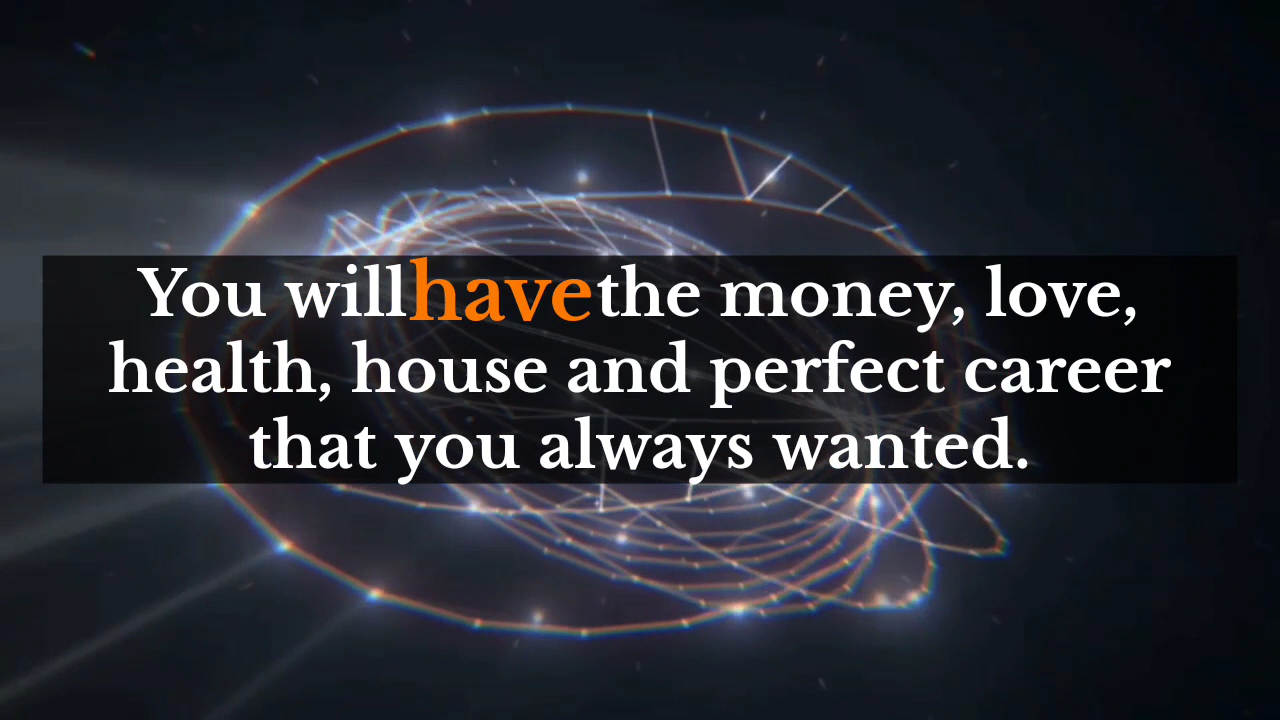 You will have the money, love,
health, house and perfect career
that you always wanted.